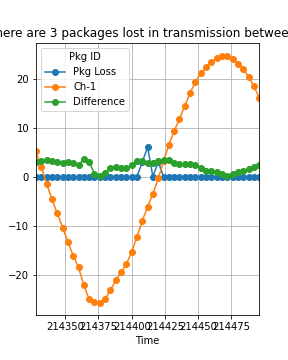 here are 3 packages lost in transmission betwee
Pkg ID
Pkg Loss
Ch-1
Difference
20
10
0
−10
−20
214350 214375 214400 214425 214450 214475
Time